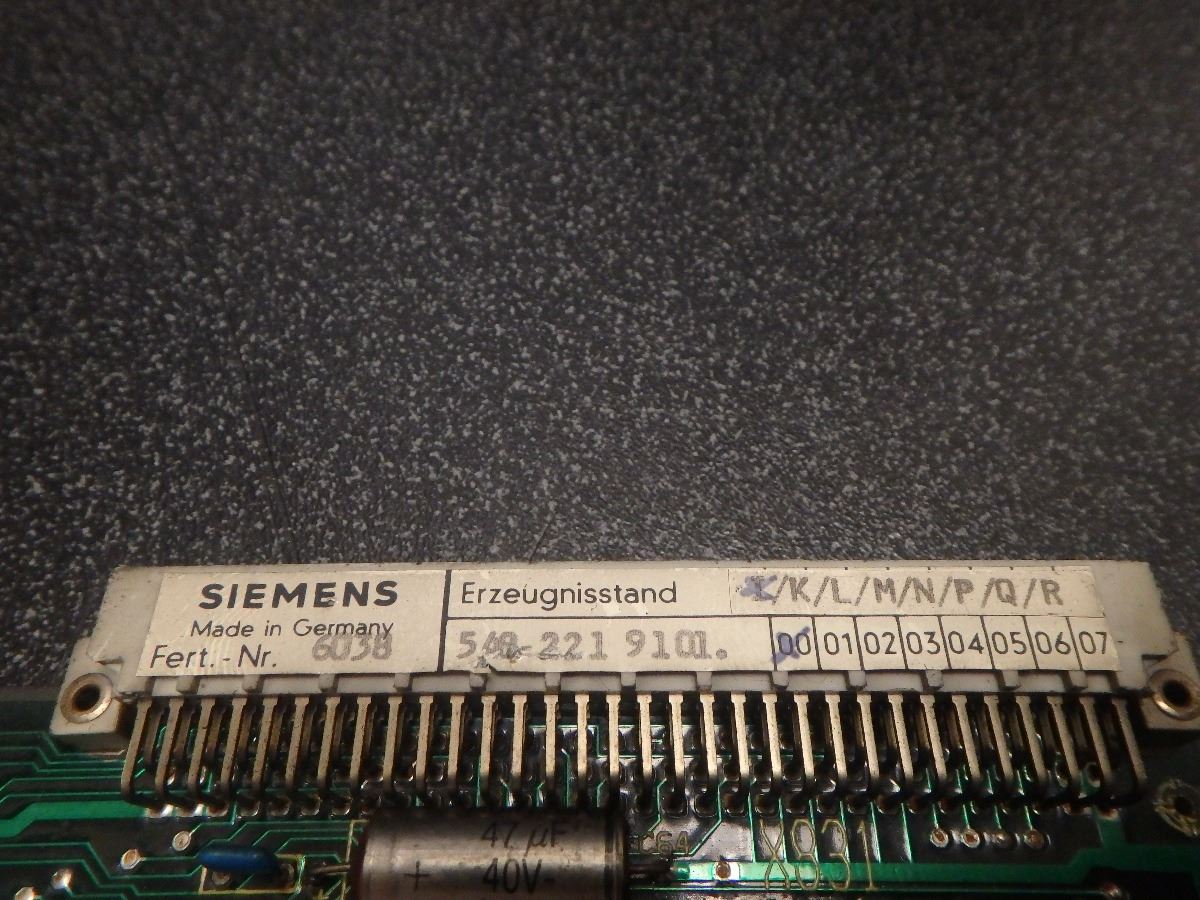 SIEMENS
Made in Germany
Fert.-Nr. 6038
Erzeugnisstand /K/L/M/N/P/Q/R
221 9101. 00 01 02 03 04 05 06 07
47 µF
+ 40V-
C64
X831